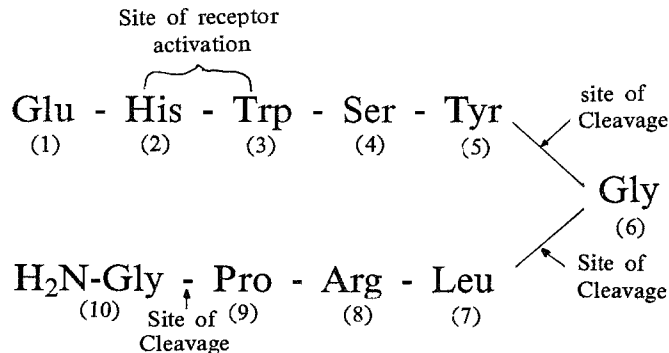 Site of receptor
activation
Glu - His - Trp - Ser - Tyr
(1) (2) (3) (4) (5)
site of
Cleavage
Gly
(6)
Site of
Cleavage
H₂N-Gly - Pro - Arg - Leu
(10) (9) (8) (7)
Site of
Cleavage